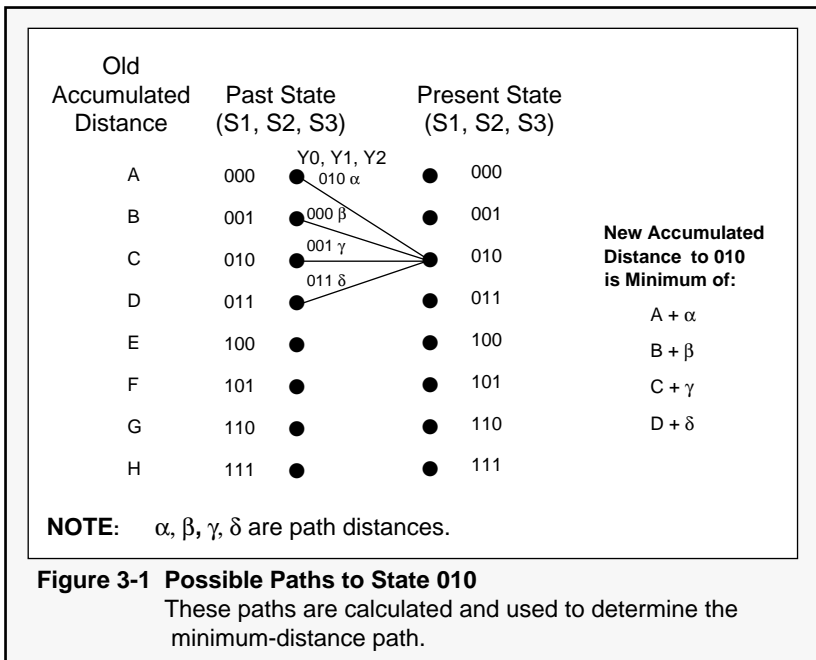 Old
Accumulated Past State Present State
Distance (S1, S2, S3) (S1, S2, S3)
Y0, Y1, Y2
A 000 010 α 000
B 001 000 β 001
C 010 001 γ 010
D 011 011 δ 011
E 100 100
F 101 101
G 110 110
H 111 111
New Accumulated
Distance to 010
is Minimum of:
A + α
B + β
C + γ
D + δ
NOTE: α, β, γ, δ are path distances.
Figure 3-1 Possible Paths to State 010
These paths are calculated and used to determine the
minimum-distance path.